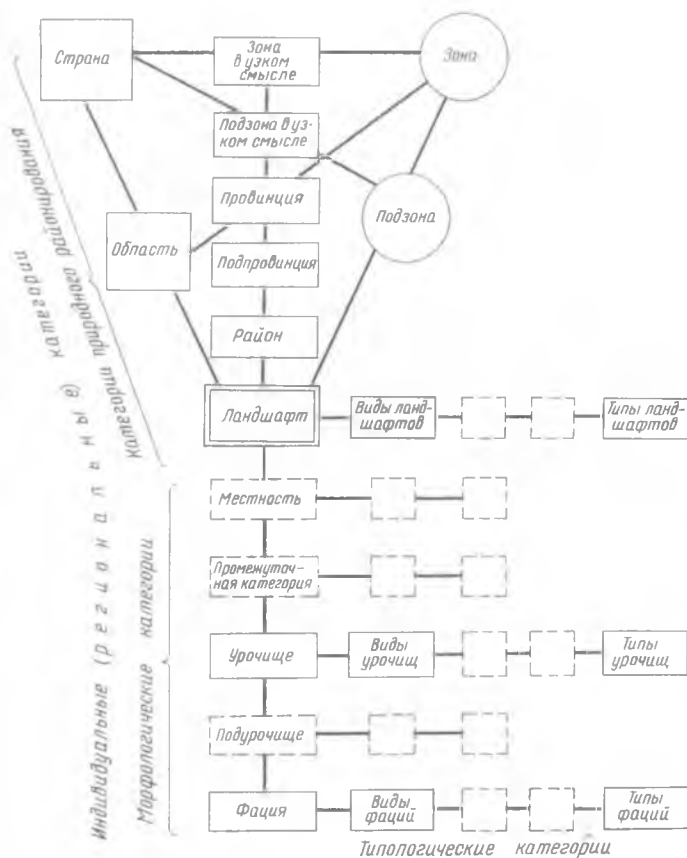 Страна
Зона
в узком
смысле
Зона
Подзона в уз-
ком смысле
Провинция
Подзона
Область
Подпровинция
Район
Ландшафт
Виды ланд-
шафтов
Типы ланд-
шафтов
Местность
Промежуточ-
ная категория
Урочище
Виды
урочищ
Типы
урочищ
Подурочище
Фация
Виды
фаций
Типы
фаций
Типологические категории
Индивидуальные (региональные) категории
категории природного районирования
Морфологические категории